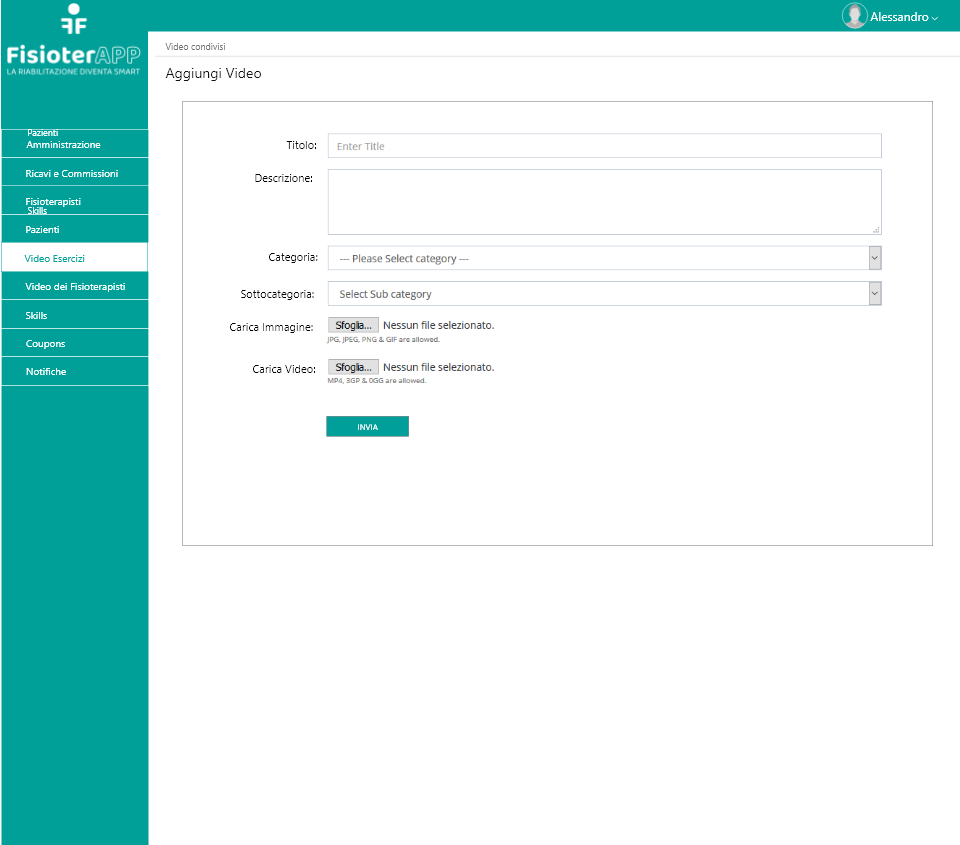 Alessandro
FisioterAPP
LA RIABILITAZIONE DIVENTA SMART
Video condivisi
Aggiungi Video
Pazienti
Amministrazione
Ricavi e Commissioni
Fisioterapisti
Skills
Pazienti
Video Esercizi
Video dei Fisioterapisti
Skills
Coupons
Notifiche
Titolo: Enter Title
Descrizione:
Categoria: --- Please Select category ---
Sottocategoria: Select Sub category
Carica Immagine: Sfoglia... Nessun file selezionato.
JPG, JPEG, PNG & GIF are allowed.
Carica Video: Sfoglia... Nessun file selezionato.
MP4, 3GP & OGG are allowed.
INVIA